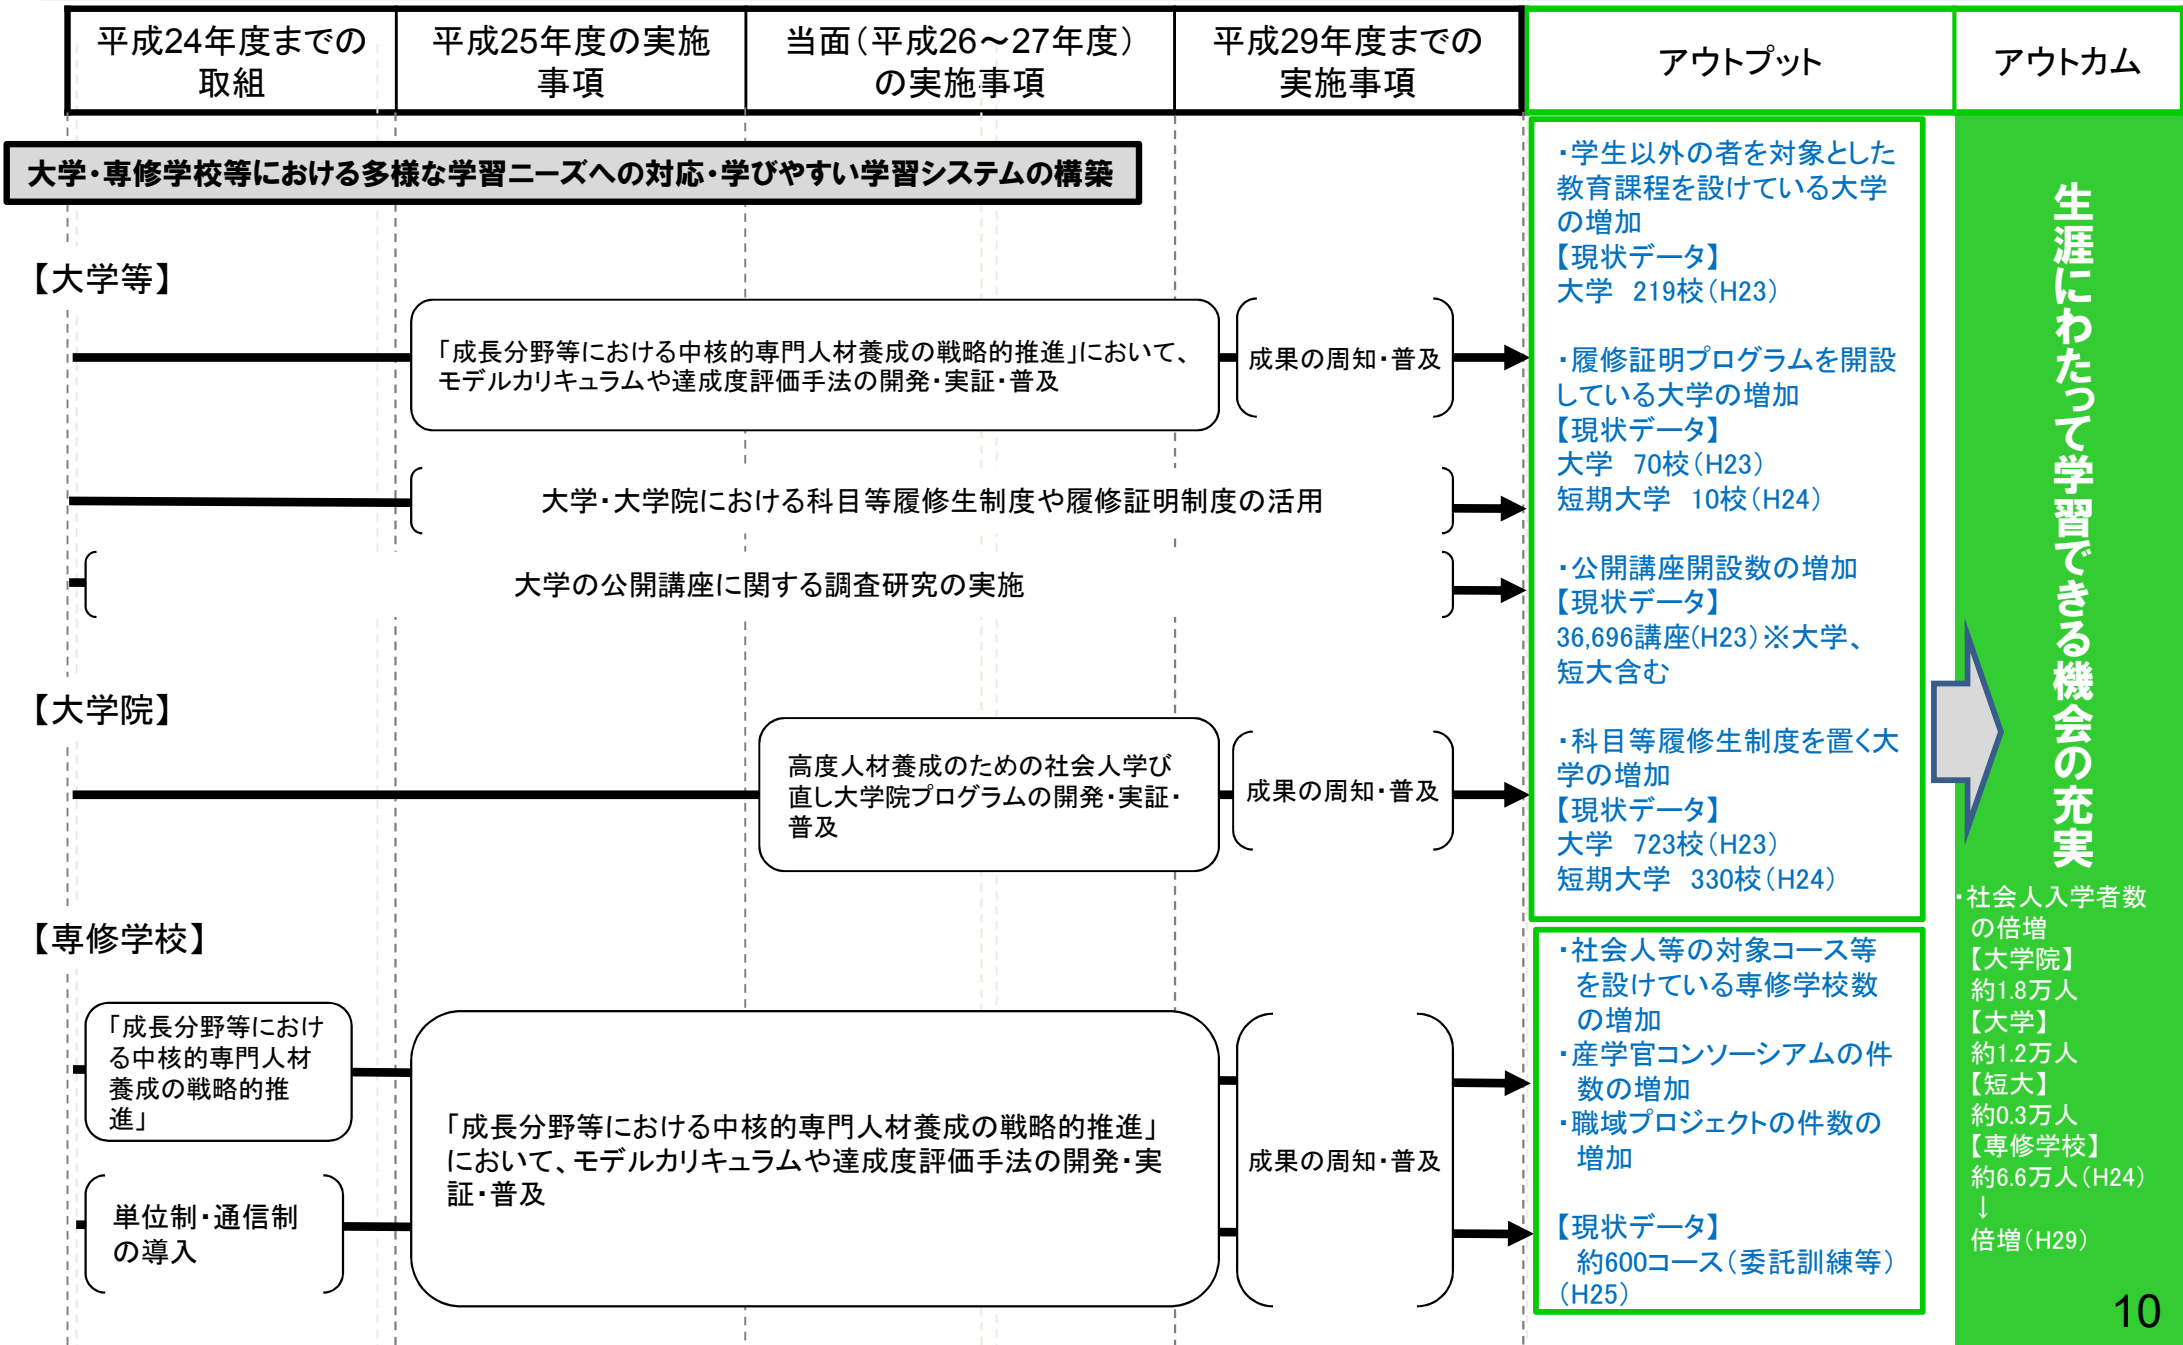 平成24年度までの
取組
平成25年度の実施
事項
当面(平成26～27年度)
の実施事項
平成29年度までの
実施事項
アウトプット
アウトカム
大学・専修学校等における多様な学習ニーズへの対応・学びやすい学習システムの構築
【大学等】
「成長分野等における中核的専門人材養成の戦略的推進」において、
モデルカリキュラムや達成度評価手法の開発・実証・普及
成果の周知・普及
大学・大学院における科目等履修生制度や履修証明制度の活用
大学の公開講座に関する調査研究の実施
【大学院】
高度人材養成のための社会人学び
直し大学院プログラムの開発・実証・
普及
成果の周知・普及
【専修学校】
「成長分野等におけ
る中核的専門人材
養成の戦略的推
進」
単位制・通信制
の導入
「成長分野等における中核的専門人材養成の戦略的推進」
において、モデルカリキュラムや達成度評価手法の開発・実
証・普及
成果の周知・普及
・学生以外の者を対象とした
教育課程を設けている大学
の増加
【現状データ】
大学　219校(H23)
・履修証明プログラムを開設
している大学の増加
【現状データ】
大学　70校(H23)
短期大学　10校(H24)
・公開講座開設数の増加
【現状データ】
36,696講座(H23)※大学、
短大含む
・科目等履修生制度を置く大
学の増加
【現状データ】
大学　723校(H23)
短期大学　330校(H24)
・社会人等の対象コース等
を設けている専修学校数
の増加
・産学官コンソーシアムの件
数の増加
・職域プロジェクトの件数の
増加
【現状データ】
約600コース(委託訓練等)
(H25)
生涯にわたって学習できる機会の充実
・社会人入学者数
の倍増
【大学院】
約1.8万人
【大学】
約1.2万人
【短大】
約0.3万人
【専修学校】
約6.6万人(H24)
↓
倍増(H29)
10